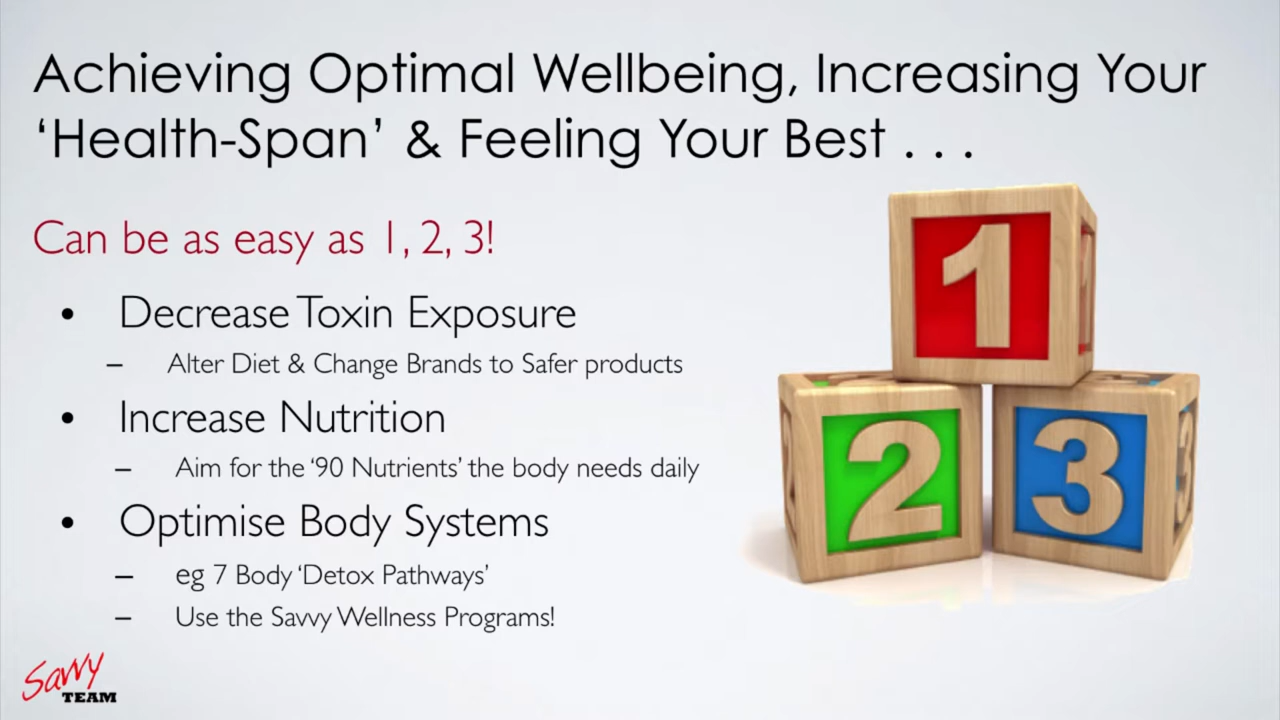 Achieving Optimal Wellbeing, Increasing Your
‘Health-Span’ & Feeling Your Best . . .
Can be as easy as 1, 2, 3!
• Decrease Toxin Exposure
– Alter Diet & Change Brands to Safer products
• Increase Nutrition
– Aim for the ‘90 Nutrients’ the body needs daily
• Optimise Body Systems
– eg 7 Body ‘Detox Pathways’
– Use the Savvy Wellness Programs!
1
2 3
Savvy
TEAM